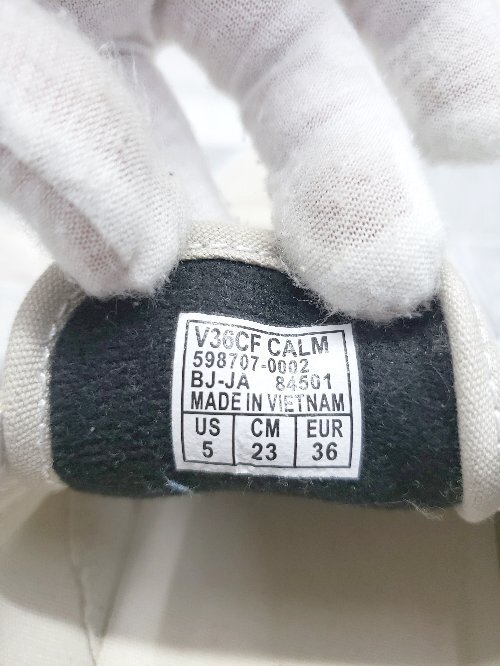 V36CF CALM
598707-0002
BJ-JA 84501
MADE IN VIETNAM
US CM EUR
5 23 36